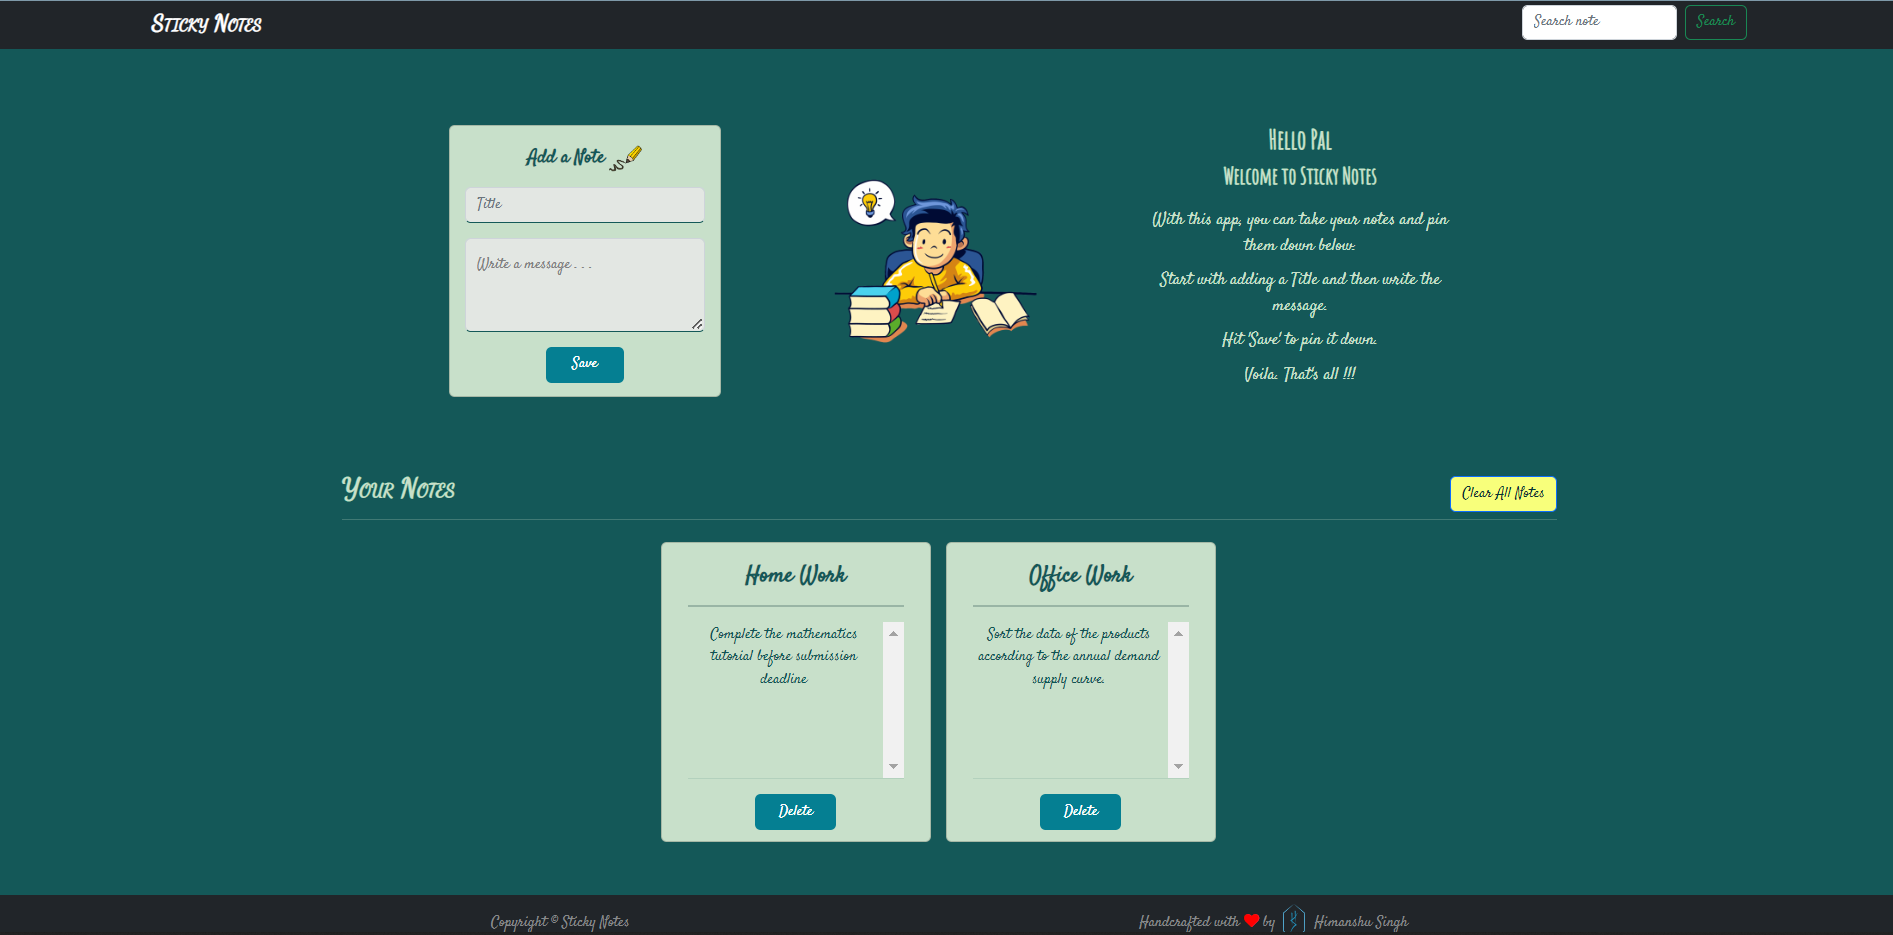 Sticky Notes
Search note
Search
Add a Note
Title
Write a message . . .
Save
Hello Pal
Welcome to Sticky Notes
With this app, you can take your notes and pin
them down below.
Start with adding a Title and then write the
message.
Hit 'Save' to pin it down.
Voila. That's all !!!
Your Notes
Clear All Notes
Home Work
Complete the mathematics
tutorial before submission
deadline
Delete
Office Work
Sort the data of the products
according to the annual demand
supply curve.
Delete
Copyright © Sticky Notes
Handcrafted with ❤ by Himanshu Singh